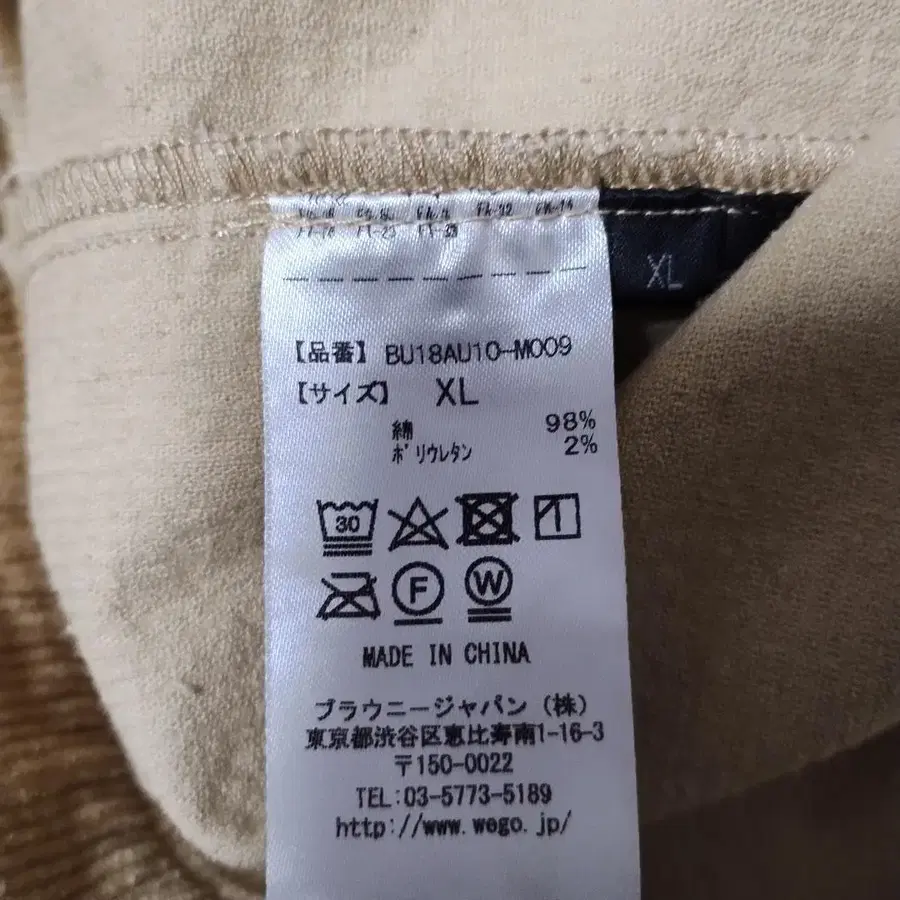 XL
【品番】 BU18AU10-M009
【サイズ】 XL
綿 98%
ポリウレタン 2%
30
F
W
MADE IN CHINA
ブラウニージャパン (株)
東京都渋谷区恵比寿南1-16-3
〒150-0022
TEL:03-5773-5189
http://www.wego.jp/